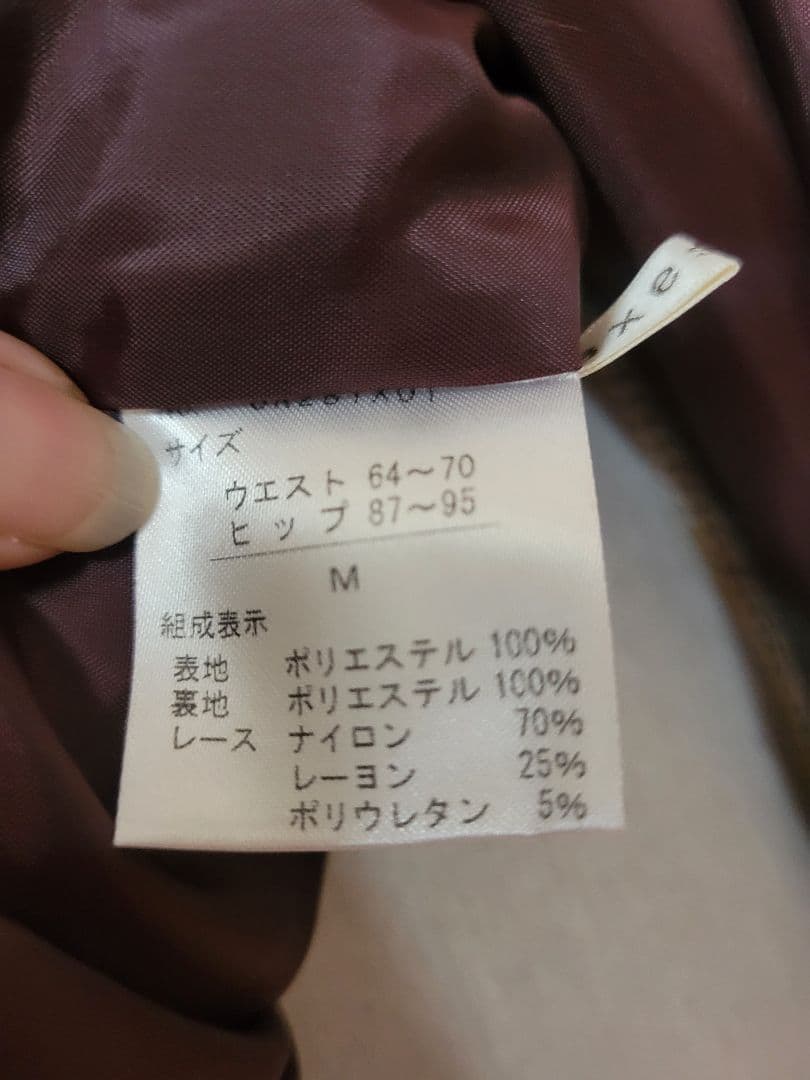 サイズ
ウエスト 64～70
ヒップ 87～95
M
組成表示
表地 ポリエステル 100%
裏地 ポリエステル 100%
レース ナイロン 70%
レーヨン 25%
ポリウレタン 5%